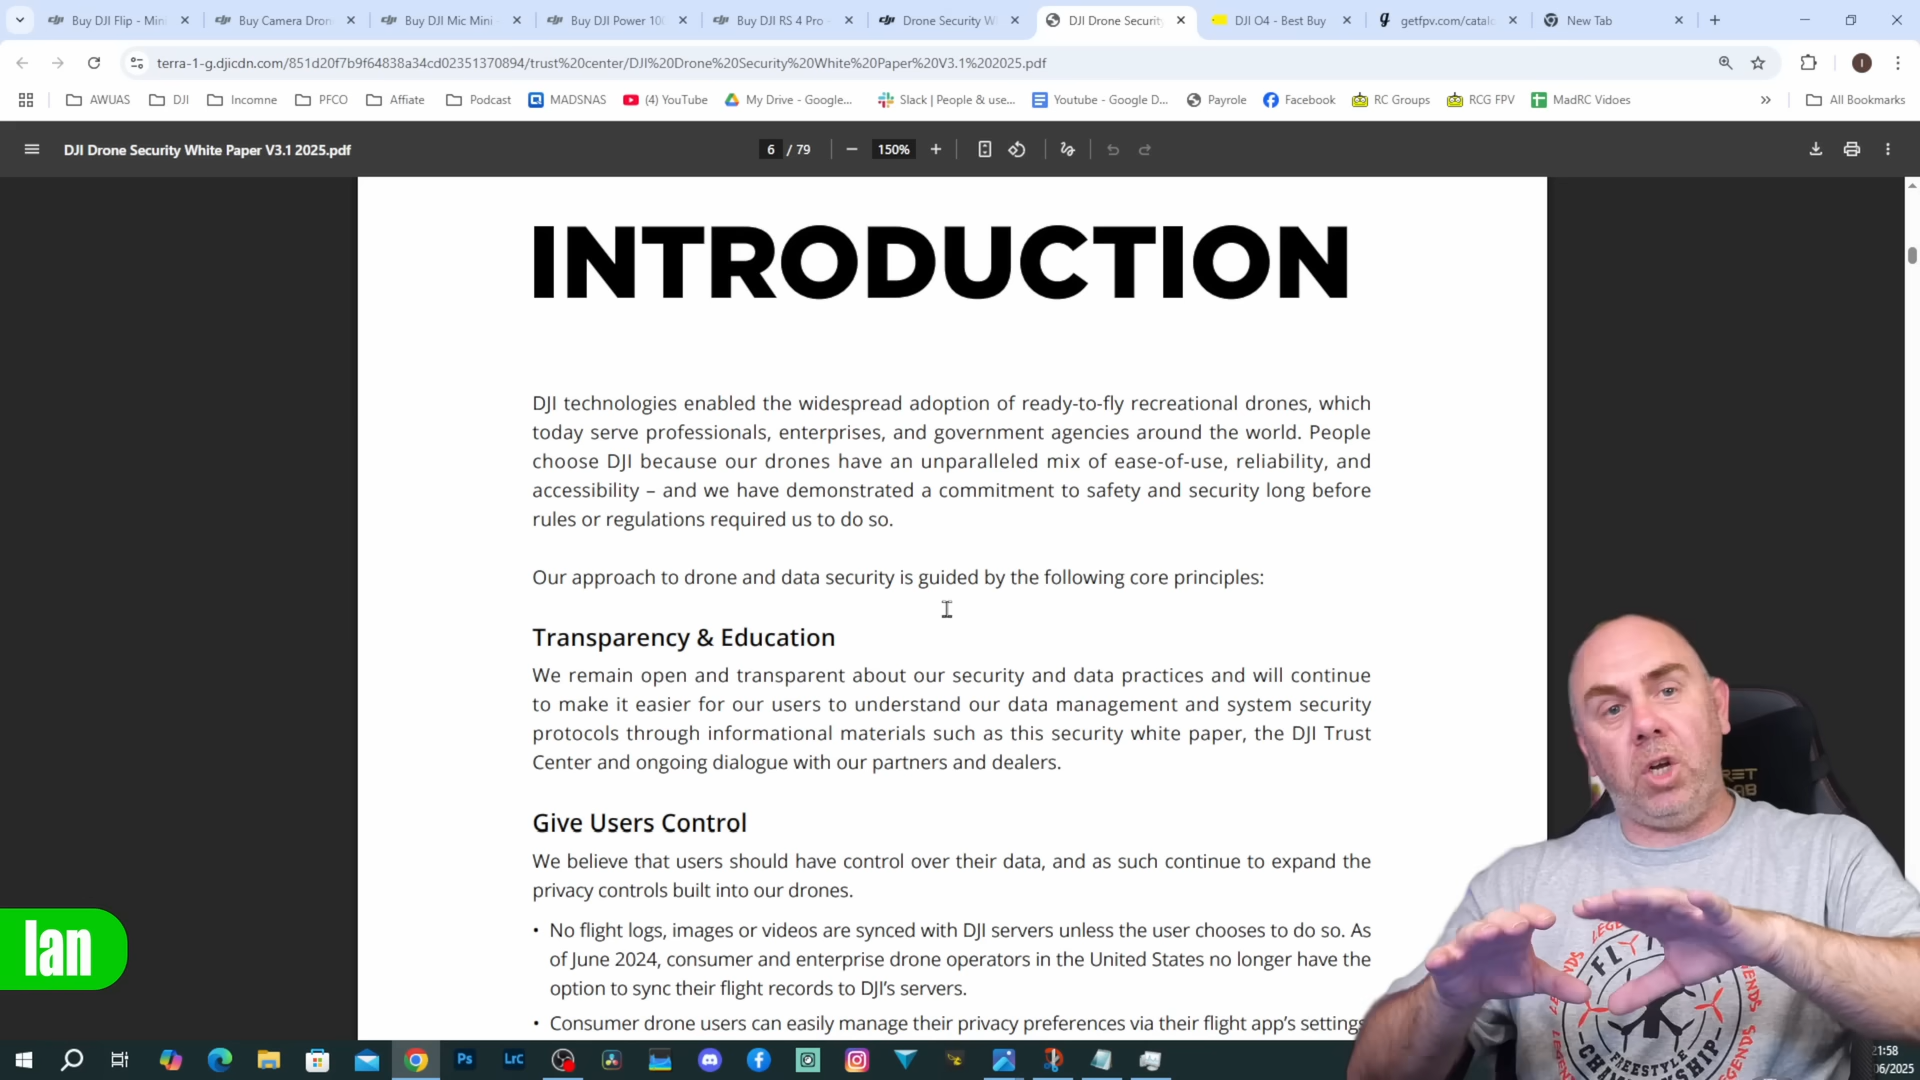 Buy DJI Flip - Mini
Buy Camera Dron
Buy DJI Mic Mini -
Buy DJI Power 10
Buy DJI RS 4 Pro -
Drone Security W
DJI Drone Security
DJI O4 - Best Buy
getfpv.com/catal
New Tab
terra-1-g.djicdn.com/851d20f7b9f64838a34cd02351370894/trust%20center/DJI%20Drone%20Security%20White%20Paper%20V3.1%202025.pdf
AWUAS
DJI
Incomne
PFCO
Affiate
Podcast
MADSNAS
(4) YouTube
My Drive - Google...
Slack | People & use...
Youtube - Google D...
Payrole
Facebook
RC Groups
RCG FPV
MadRC Vidoes
All Bookmarks
DJI Drone Security White Paper V3.1 2025.pdf
6 / 79
150%
INTRODUCTION
DJI technologies enabled the widespread adoption of ready-to-fly recreational drones, which
today serve professionals, enterprises, and government agencies around the world. People
choose DJI because our drones have an unparalleled mix of ease-of-use, reliability, and
accessibility – and we have demonstrated a commitment to safety and security long before
rules or regulations required us to do so.
Our approach to drone and data security is guided by the following core principles:
Transparency & Education
We remain open and transparent about our security and data practices and will continue
to make it easier for our users to understand our data management and system security
protocols through informational materials such as this security white paper, the DJI Trust
Center and ongoing dialogue with our partners and dealers.
Give Users Control
We believe that users should have control over their data, and as such continue to expand the
privacy controls built into our drones.
• No flight logs, images or videos are synced with DJI servers unless the user chooses to do so. As
of June 2024, consumer and enterprise drone operators in the United States no longer have the
option to sync their flight records to DJI's servers.
• Consumer drone users can easily manage their privacy preferences via their flight app's settings
Ian
LEGENDS
FREESTYLE
CHAMPIONSHIP
Ps
LrC
21:58
06/2025